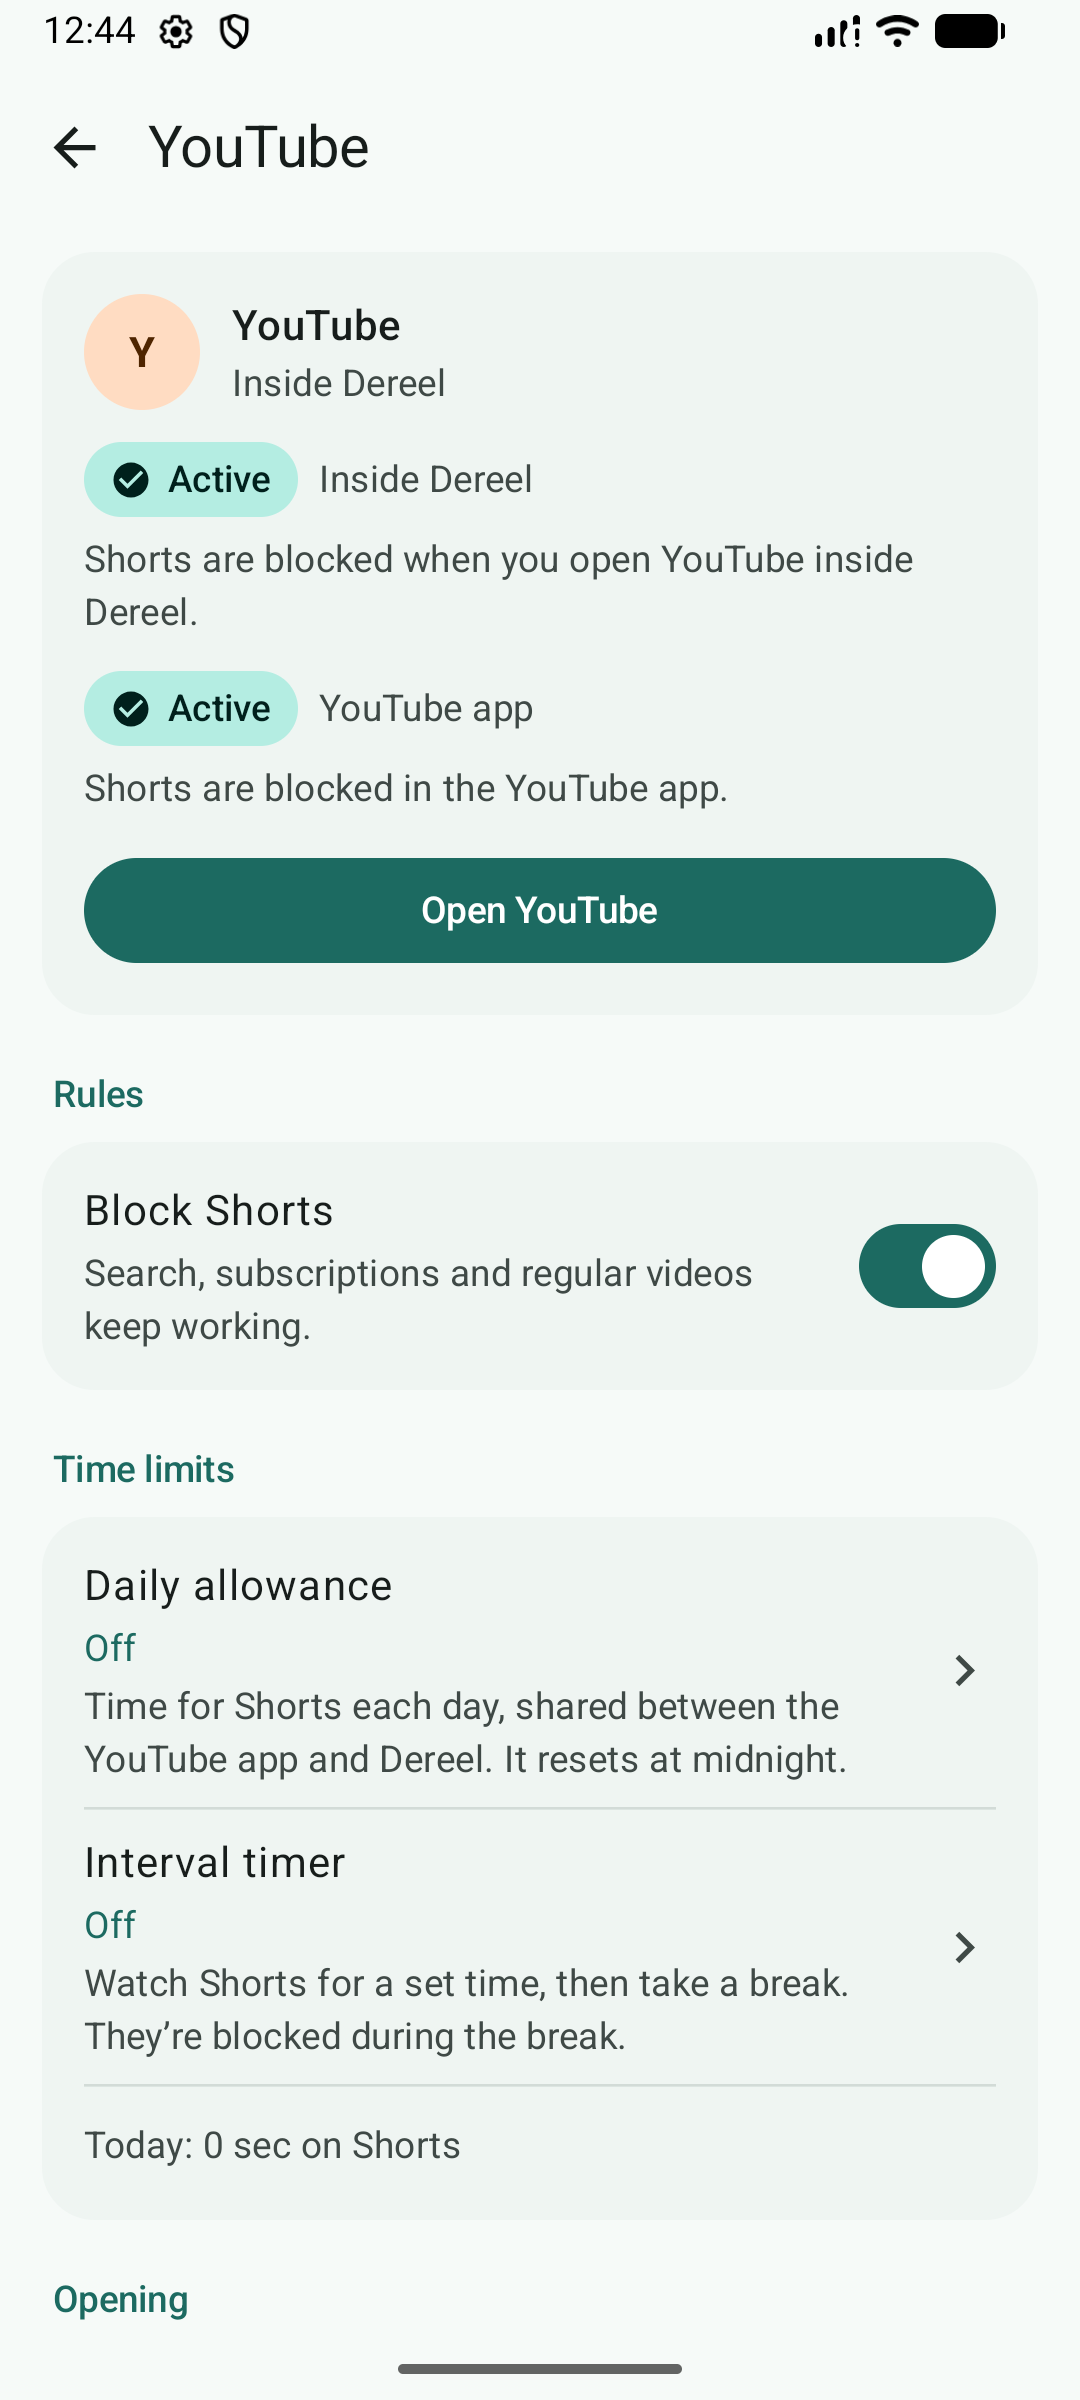 12:44
YouTube
Y
YouTube
Inside Dereel
Active
Inside Dereel
Shorts are blocked when you open YouTube inside
Dereel.
Active
YouTube app
Shorts are blocked in the YouTube app.
Open YouTube
Rules
Block Shorts
Search, subscriptions and regular videos
keep working.
Time limits
Daily allowance
Off
Time for Shorts each day, shared between the
YouTube app and Dereel. It resets at midnight.
Interval timer
Off
Watch Shorts for a set time, then take a break.
They’re blocked during the break.
Today: 0 sec on Shorts
Opening